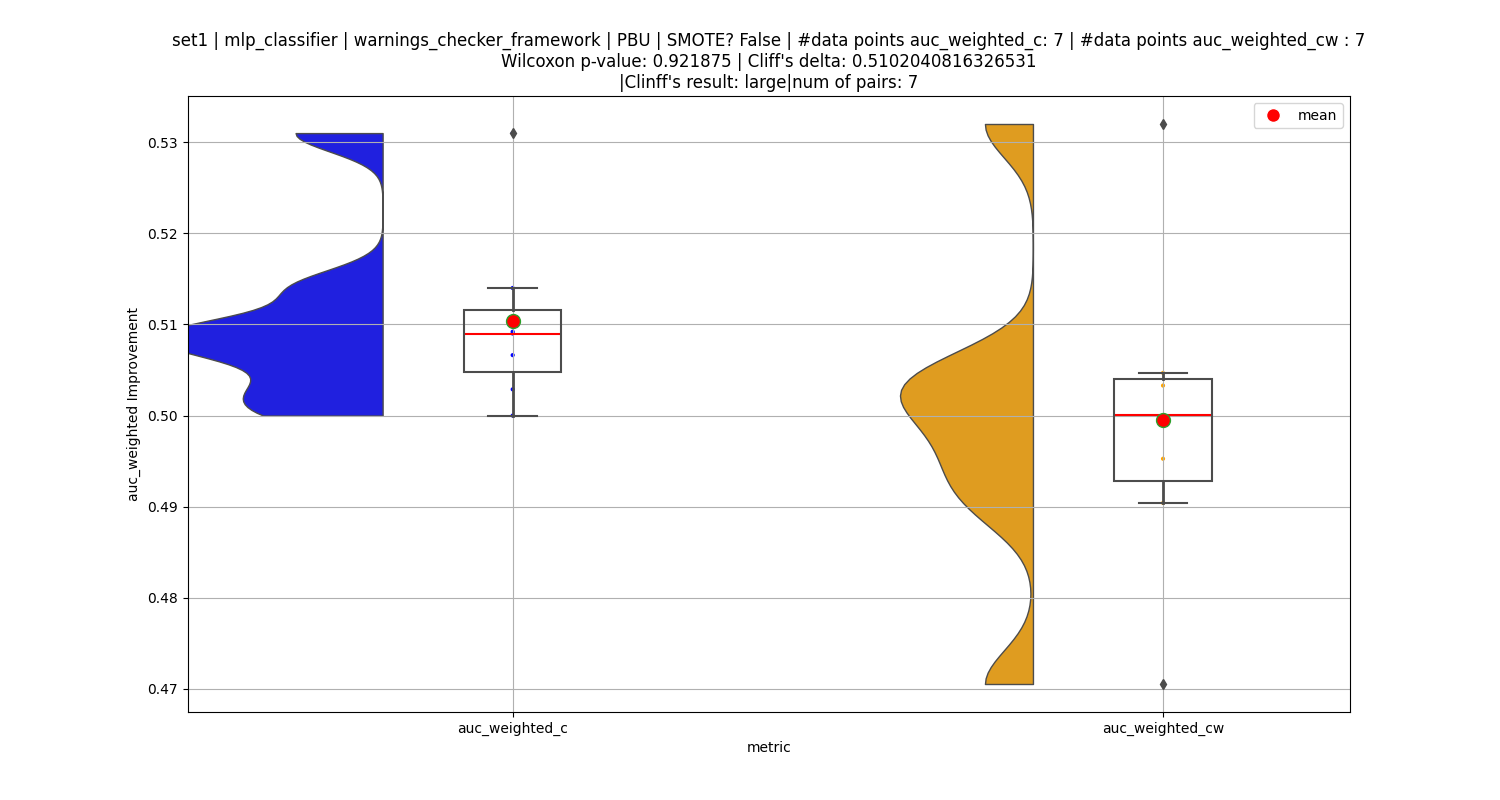 set1 | mlp_classifier | warnings_checker_framework | PBU | SMOTE? False | #data points auc_weighted_c: 7 | #data points auc_weighted_cw : 7
Wilcoxon p-value: 0.921875 | Cliff's delta: 0.5102040816326531
|Clinff's result: large|num of pairs: 7
mean
0.53
0.52
0.51
0.50
0.49
0.48
0.47
auc_weighted Improvement
auc_weighted_c
auc_weighted_cw
metric